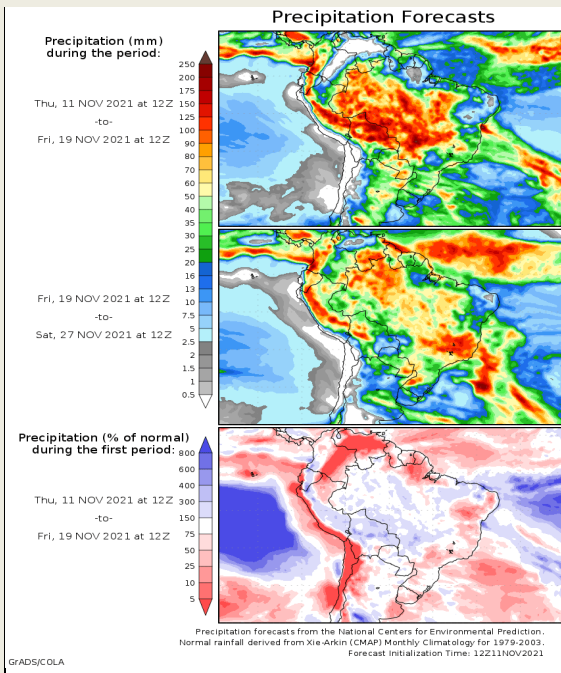 Precipitation Forecasts
Precipitation (mm)
during the period:
Thu, 11 NOV 2021 at 12Z
-to-
Fri, 19 NOV 2021 at 12Z
250
200
175
150
125
100
90
80
70
60
50
40
35
30
25
20
16
13
10
7.5
5
2.5
2
1.5
1
0.5
Fri, 19 NOV 2021 at 12Z
-to-
Sat, 27 NOV 2021 at 12Z
Precipitation (% of normal)
during the first period:
Thu, 11 NOV 2021 at 12Z
-to-
Fri, 19 NOV 2021 at 12Z
800
600
400
300
150
75
50
25
10
5
Precipitation forecasts from the National Centers for Environmental Prediction.
Normal rainfall derived from Xie-Arkin (CMAP) Monthly Climatology for 1979-2003.
Forecast Initialization Time: 12Z11NOV2021
GrADS/COLA